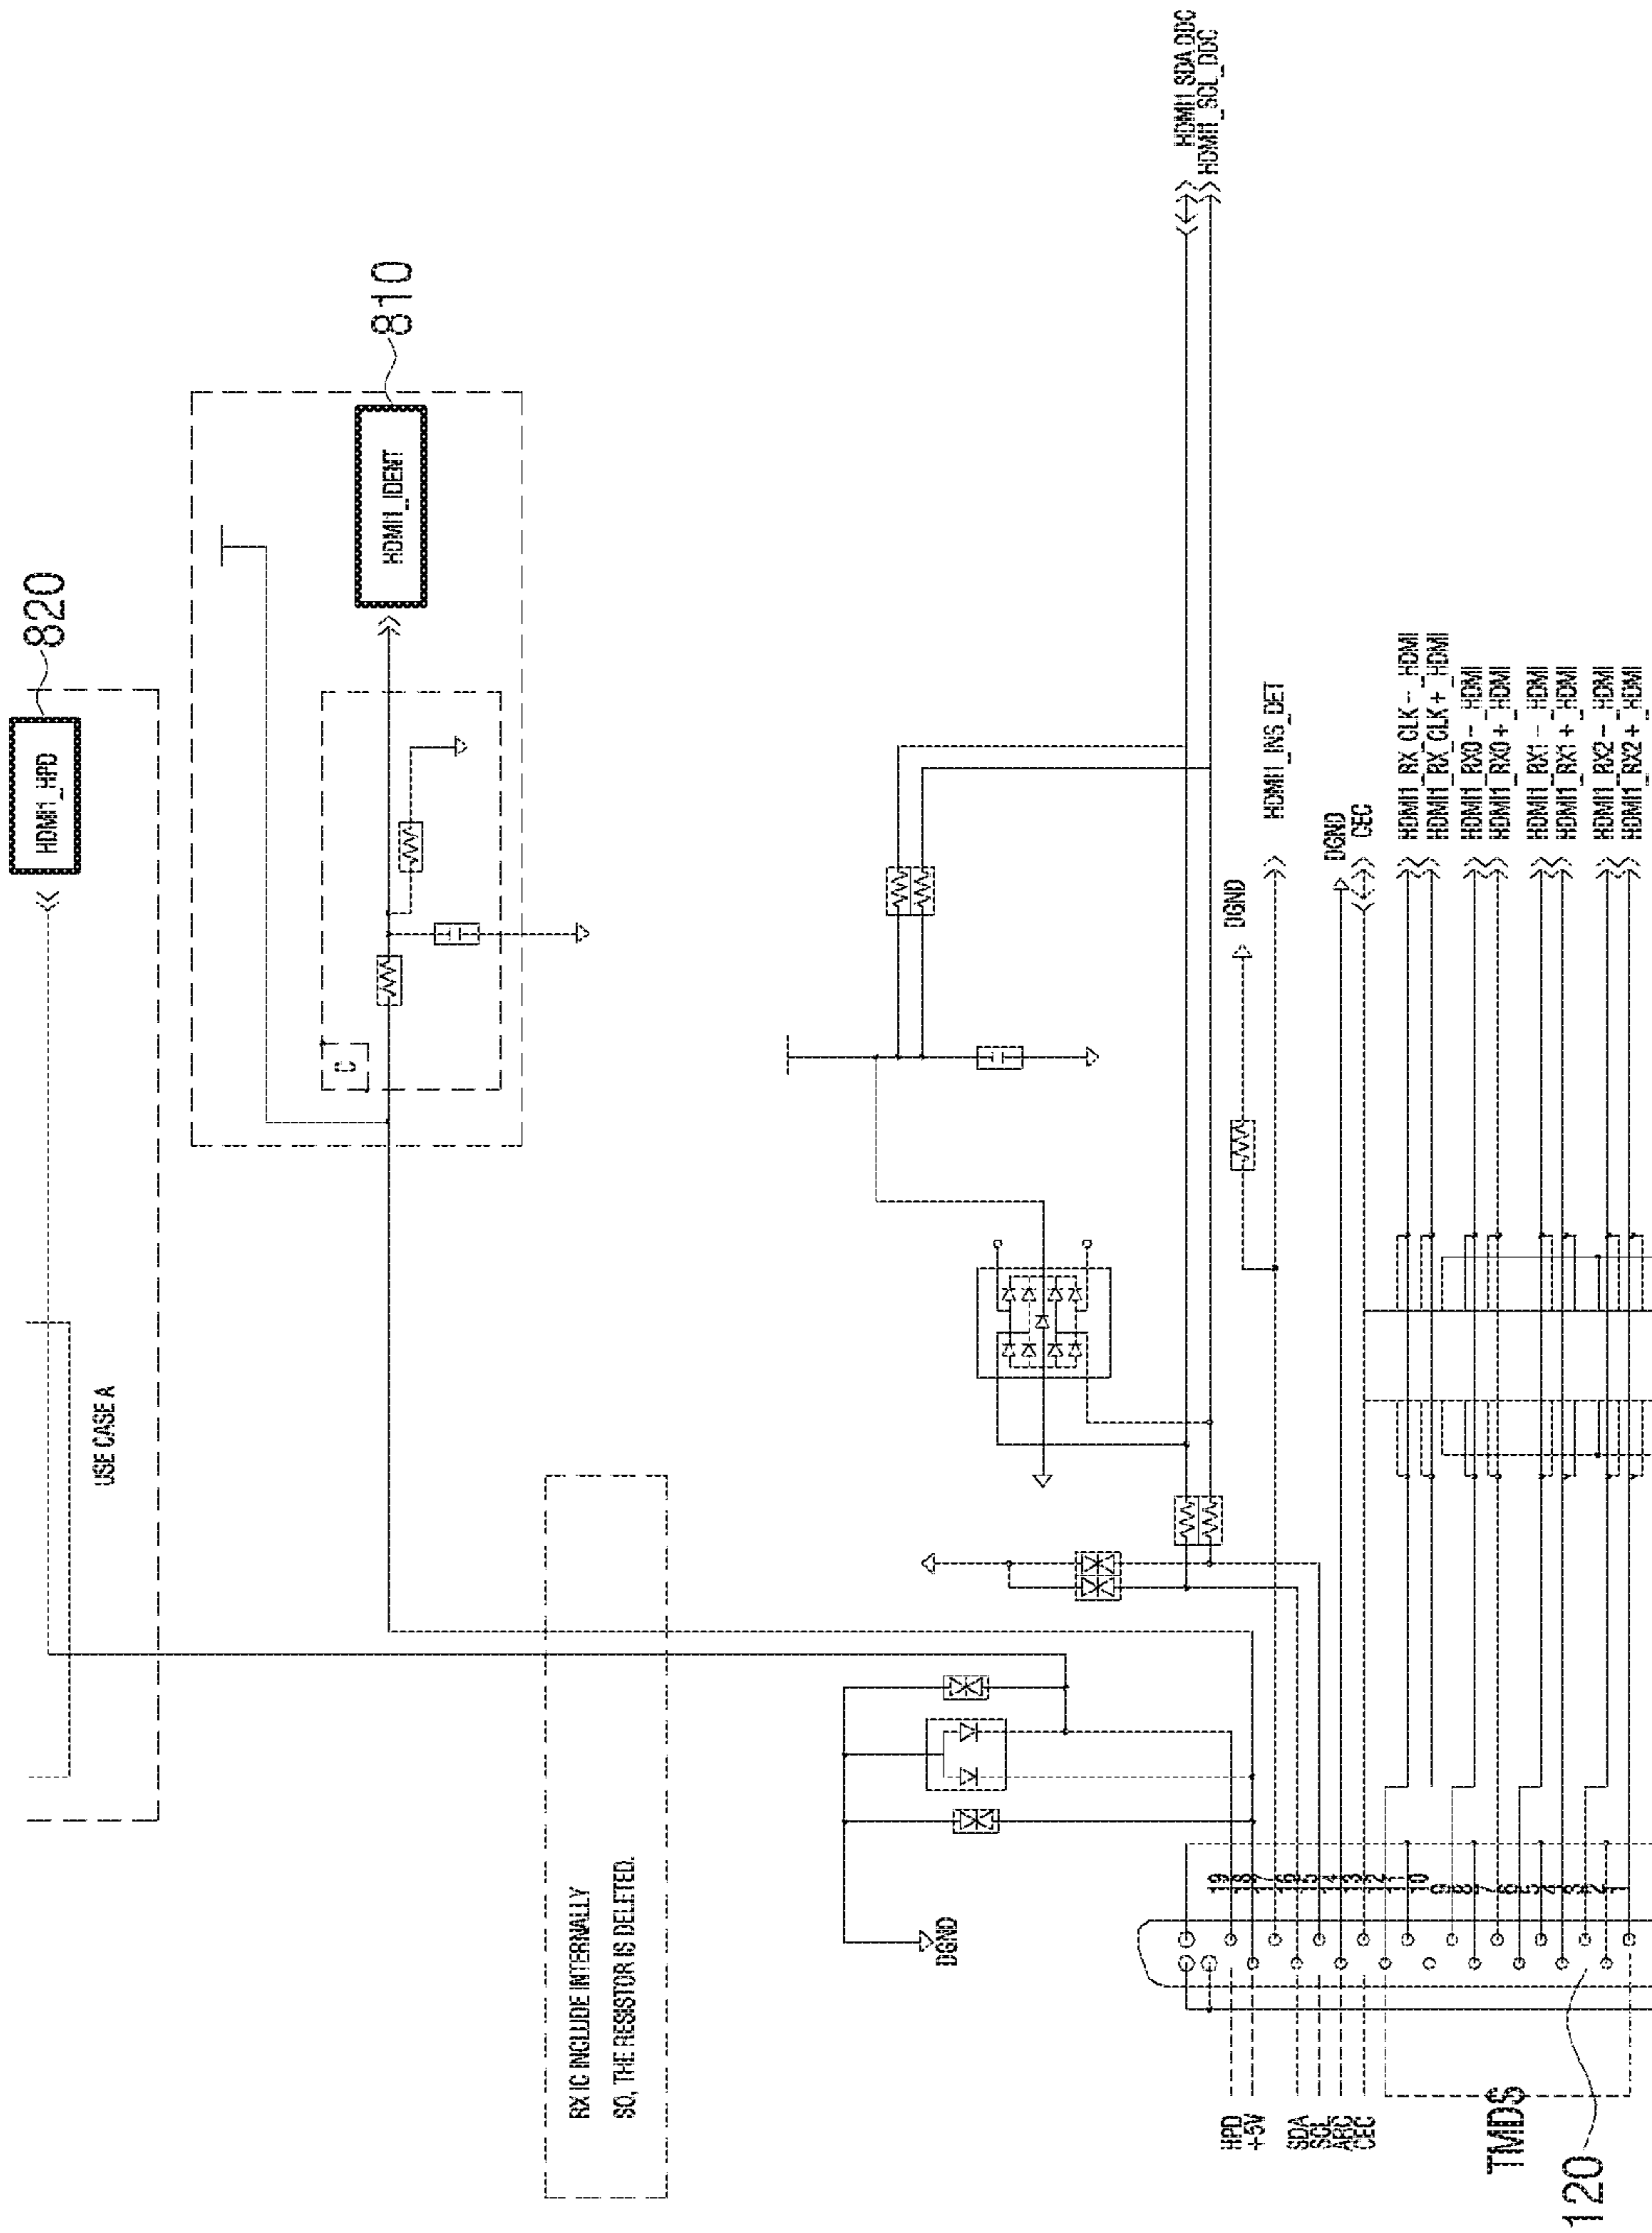 820
HDMI1_HPD
USE CASE A
810
HDMI1_IDENT
C
RX IC INCLUDE INTERNALLY
SO, THE RESISTOR IS DELETED.
HDMI1_SDA_DDC
HDMI1_SCL_DDC
DGND
DGND
HDMI1_INS_DET
DGND
CEC
HDMI1_RX_CLK-_HDMI
HDMI1_RX_CLK+_HDMI
HDMI1_RX0-_HDMI
HDMI1_RX0+_HDMI
HDMI1_RX1-_HDMI
HDMI1_RX1+_HDMI
HDMI1_RX2-_HDMI
HDMI1_RX2+_HDMI
HPD
+5V
SDA
SCL
ARC
CEC
TMDS
120